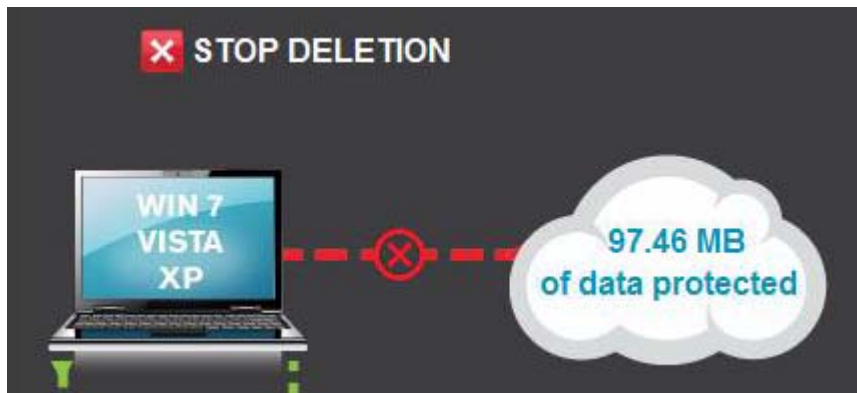 STOP DELETION
WIN 7
VISTA
XP
97.46 MB
of data protected